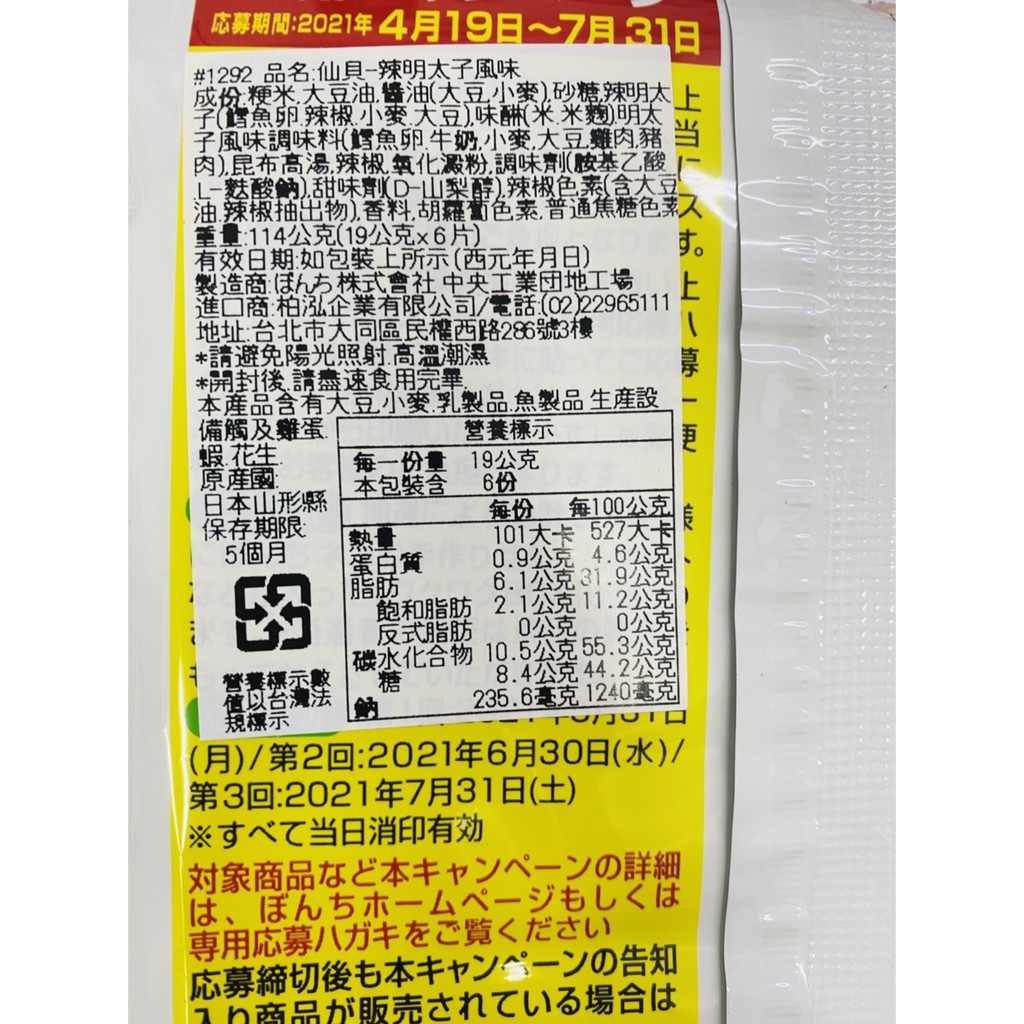 応募期間:2021年 4月19日～7月31日
#1292 品名:仙貝-辣明太子風味
成份:粳米.大豆油.醬油(大豆.小麥).砂糖.辣明太
子(鱈魚卵.辣椒.小麥.大豆).味醂(米.米麴)明太
子風味調味料(鱈魚卵.牛奶.小麥.大豆.雞肉.豬
肉),昆布高湯.辣椒.氧化澱粉.調味劑(胺基乙酸
L-麩酸鈉),甜味劑(D-山梨醇),辣椒色素(含大豆
油.辣椒抽出物),香料.胡蘿蔔色素.普通焦糖色素
重量:114公克(19公克x6片)
有效日期:如包裝上所示(西元年月日)
製造商:ぼんち株式會社 中央工業団地工場
進口商:柏泓企業有限公司/電話:(02)22965111
地址:台北市大同區民權西路286號3樓
*請避免陽光照射.高溫潮濕
*開封後.請盡速食用完畢.
本產品含有大豆.小麥.乳製品.魚製品 生産設
備觸及雞蛋.
蝦.花生.
原産國:
日本山形縣
保存期限:
5個月
營養標示數
值以台灣法
規標示
營養標示
每一份量 19公克
本包裝含 6份
每份 每100公克
熱量 101大卡 527大卡
蛋白質 0.9公克 4.6公克
脂肪 6.1公克 31.9公克
飽和脂肪 2.1公克 11.2公克
反式脂肪 0公克 0公克
碳水化合物 10.5公克 55.3公克
糖 8.4公克 44.2公克
鈉 235.6毫克 1240毫克
(月)/第2回:2021年6月30日(水)/
第3回:2021年7月31日(土)
※すべて当日消印有効
対象商品など本キャンペーンの詳細
は、ぼんちホームページもしくは
専用応募ハガキをご覧ください
応募締切後も本キャンペーンの告知
入り商品が販売されている場合は